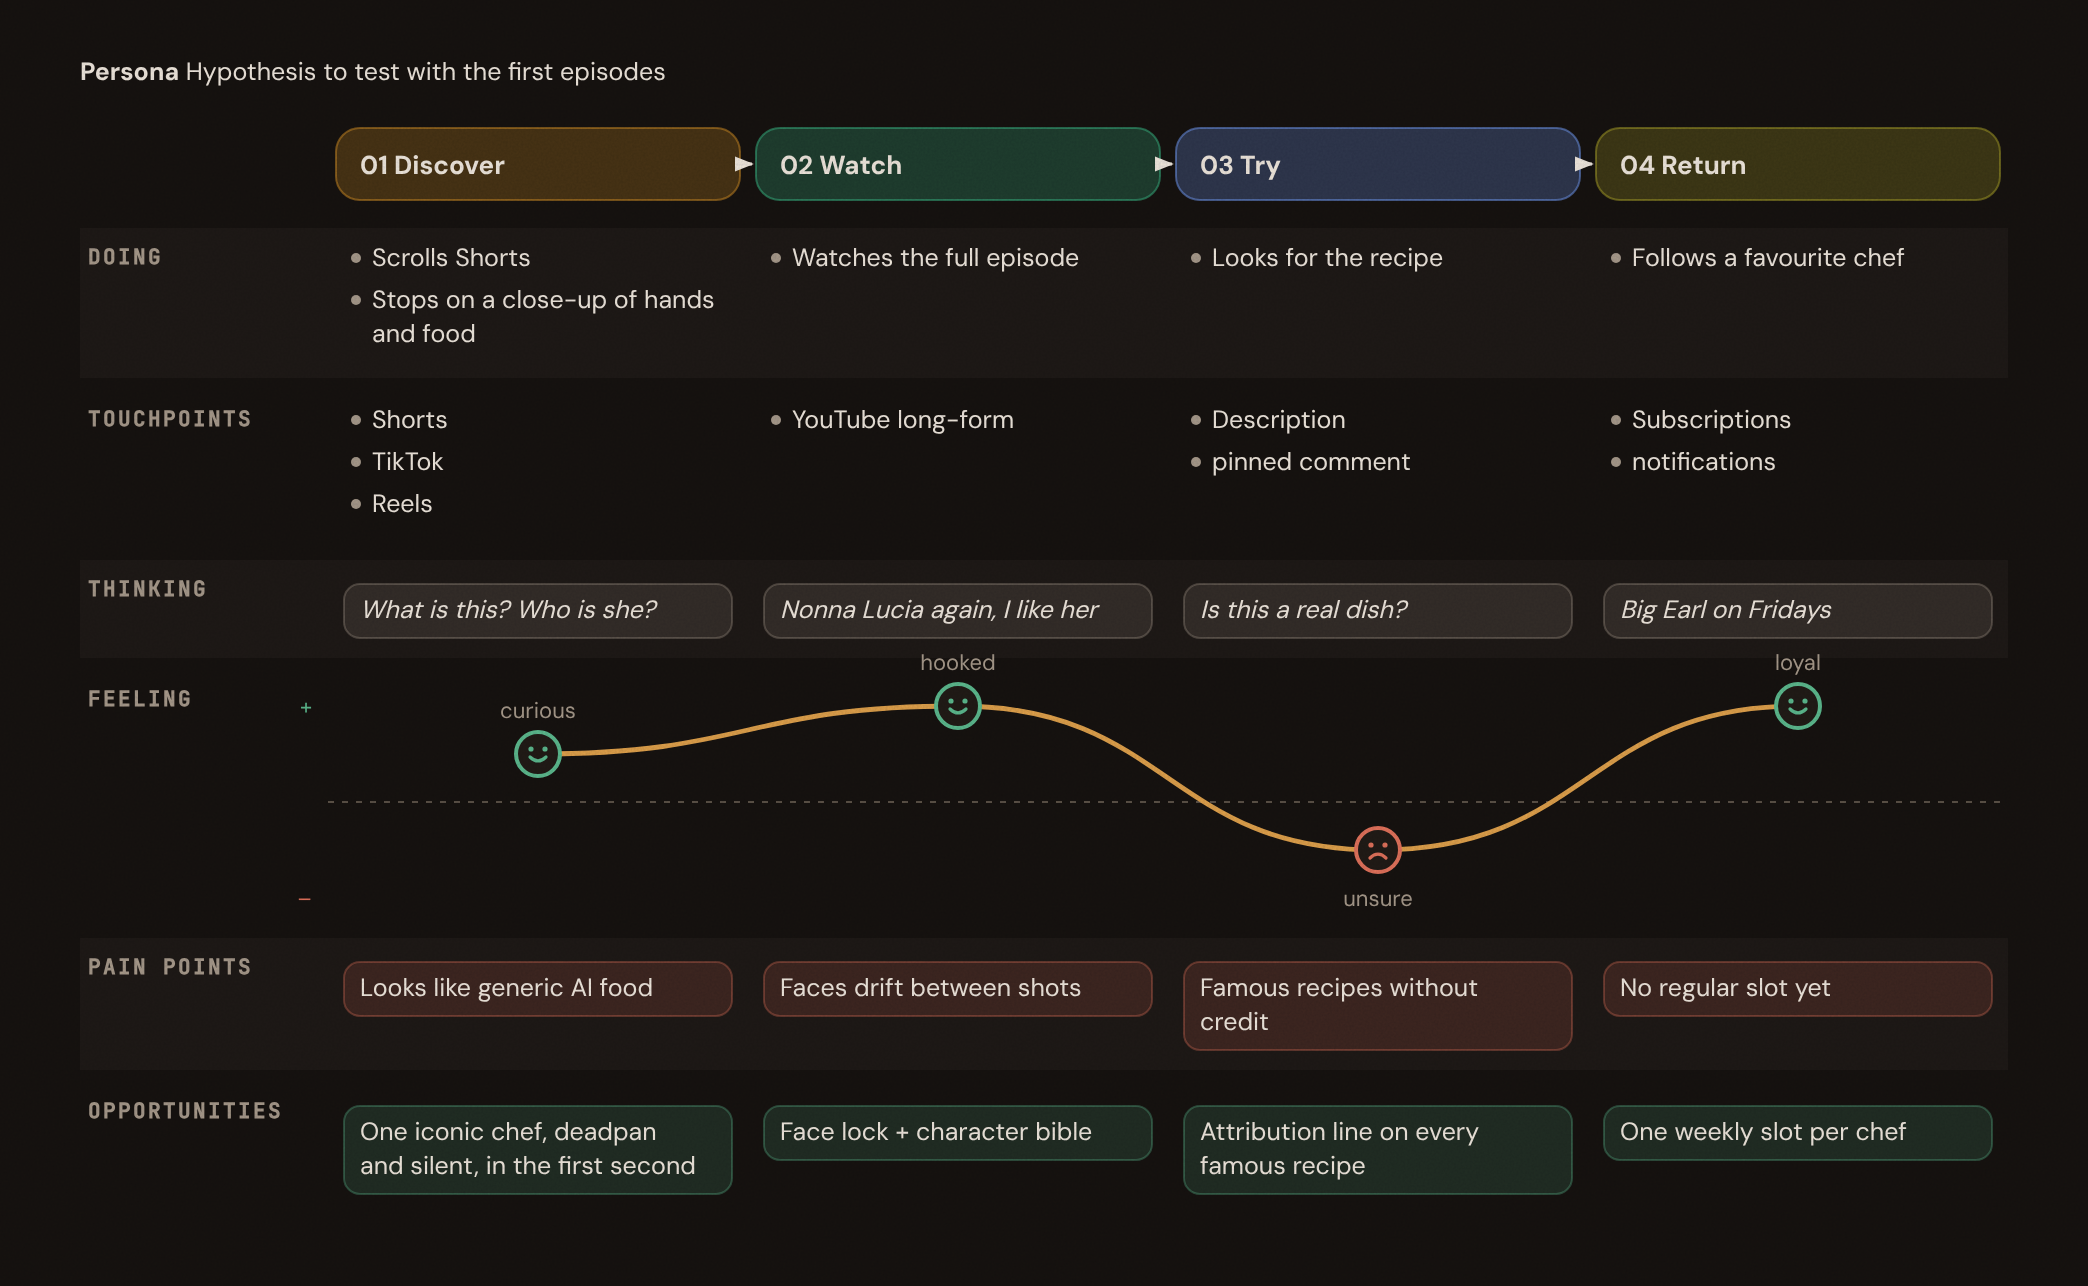 Persona Hypothesis to test with the first episodes
01 Discover
02 Watch
03 Try
04 Return
DOING
Scrolls Shorts
Stops on a close-up of hands
and food
Watches the full episode
Looks for the recipe
Follows a favourite chef
TOUCHPOINTS
Shorts
TikTok
Reels
YouTube long-form
Description
pinned comment
Subscriptions
notifications
THINKING
What is this? Who is she?
Nonna Lucia again, I like her
Is this a real dish?
Big Earl on Fridays
FEELING
+
–
curious
hooked
unsure
loyal
PAIN POINTS
Looks like generic AI food
Faces drift between shots
Famous recipes without
credit
No regular slot yet
OPPORTUNITIES
One iconic chef, deadpan
and silent, in the first second
Face lock + character bible
Attribution line on every
famous recipe
One weekly slot per chef